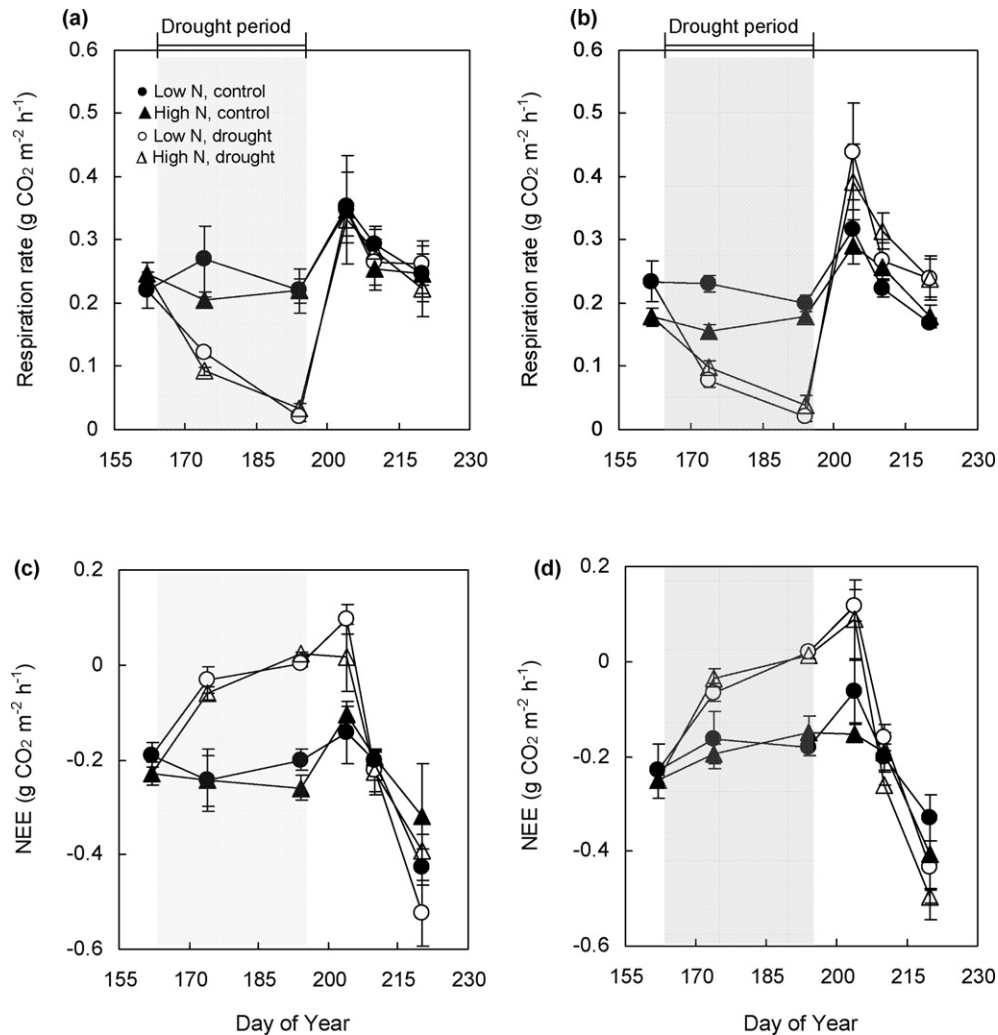 (a)
Drought period
0.6
0.5
0.4
0.3
0.2
0.1
0
Respiration rate (g CO₂ m⁻² h⁻¹)
Low N, control
High N, control
Low N, drought
High N, drought
155 170 185 200 215 230
(b)
Drought period
0.6
0.5
0.4
0.3
0.2
0.1
0
Respiration rate (g CO₂ m⁻² h⁻¹)
155 170 185 200 215 230
(c)
0.2
0
-0.2
-0.4
-0.6
NEE (g CO₂ m⁻² h⁻¹)
155 170 185 200 215 230
Day of Year
(d)
0.2
0
-0.2
-0.4
-0.6
NEE (g CO₂ m⁻² h⁻¹)
155 170 185 200 215 230
Day of Year